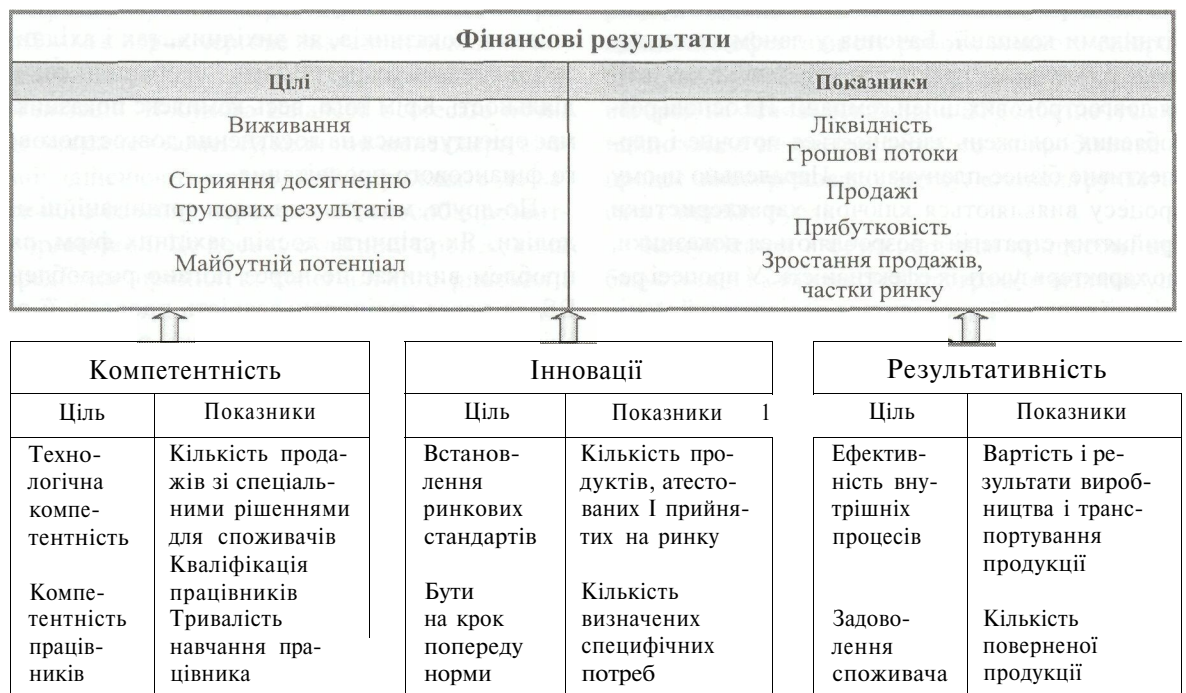 Фінансові результати
Цілі
Показники
Виживання
Сприяння досягненню
групових результатів
Майбутній потенціал
Ліквідність
Грошові потоки
Продажі
Прибутковість
Зростання продажів,
частки ринку
Компетентність
Ціль
Показники
Техно-
логічна
компе-
тентність
Кількість прода-
жів зі спеціаль-
ними рішеннями
для споживачів
Кваліфікація
працівників
Компе-
тентність
праців-
ників
Тривалість
навчання пра-
цівника
Інновації
Ціль
Показники 1
Встанов-
лення
ринкових
стандартів
Кількість про-
дуктів, атесто-
ваних І прийня-
тих на ринку
Бути
на крок
попереду
норми
Кількість
визначених
специфічних
потреб
Результативність
Ціль
Показники
Ефектив-
ність вну-
трішніх
процесів
Вартість і ре-
зультати вироб-
ництва і транс-
портування
продукції
Задово-
лення
споживача
Кількість
поверненої
продукції